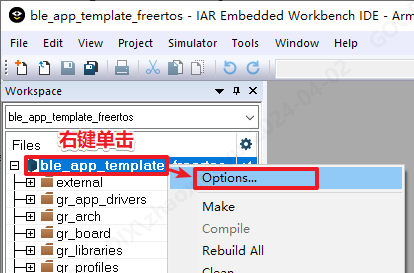 ble_app_template_freertos - IAR Embedded Workbench IDE - Arm
File Edit View Project Simulator Tools Window Help
Workspace
ble_app_template_freertos
Files
右键单击
ble_app_template_freertos
Options...
external
gr_app_drivers
Make
gr_arch
Compile
gr_board
Rebuild All
gr_libraries
Clean
gr_profiles